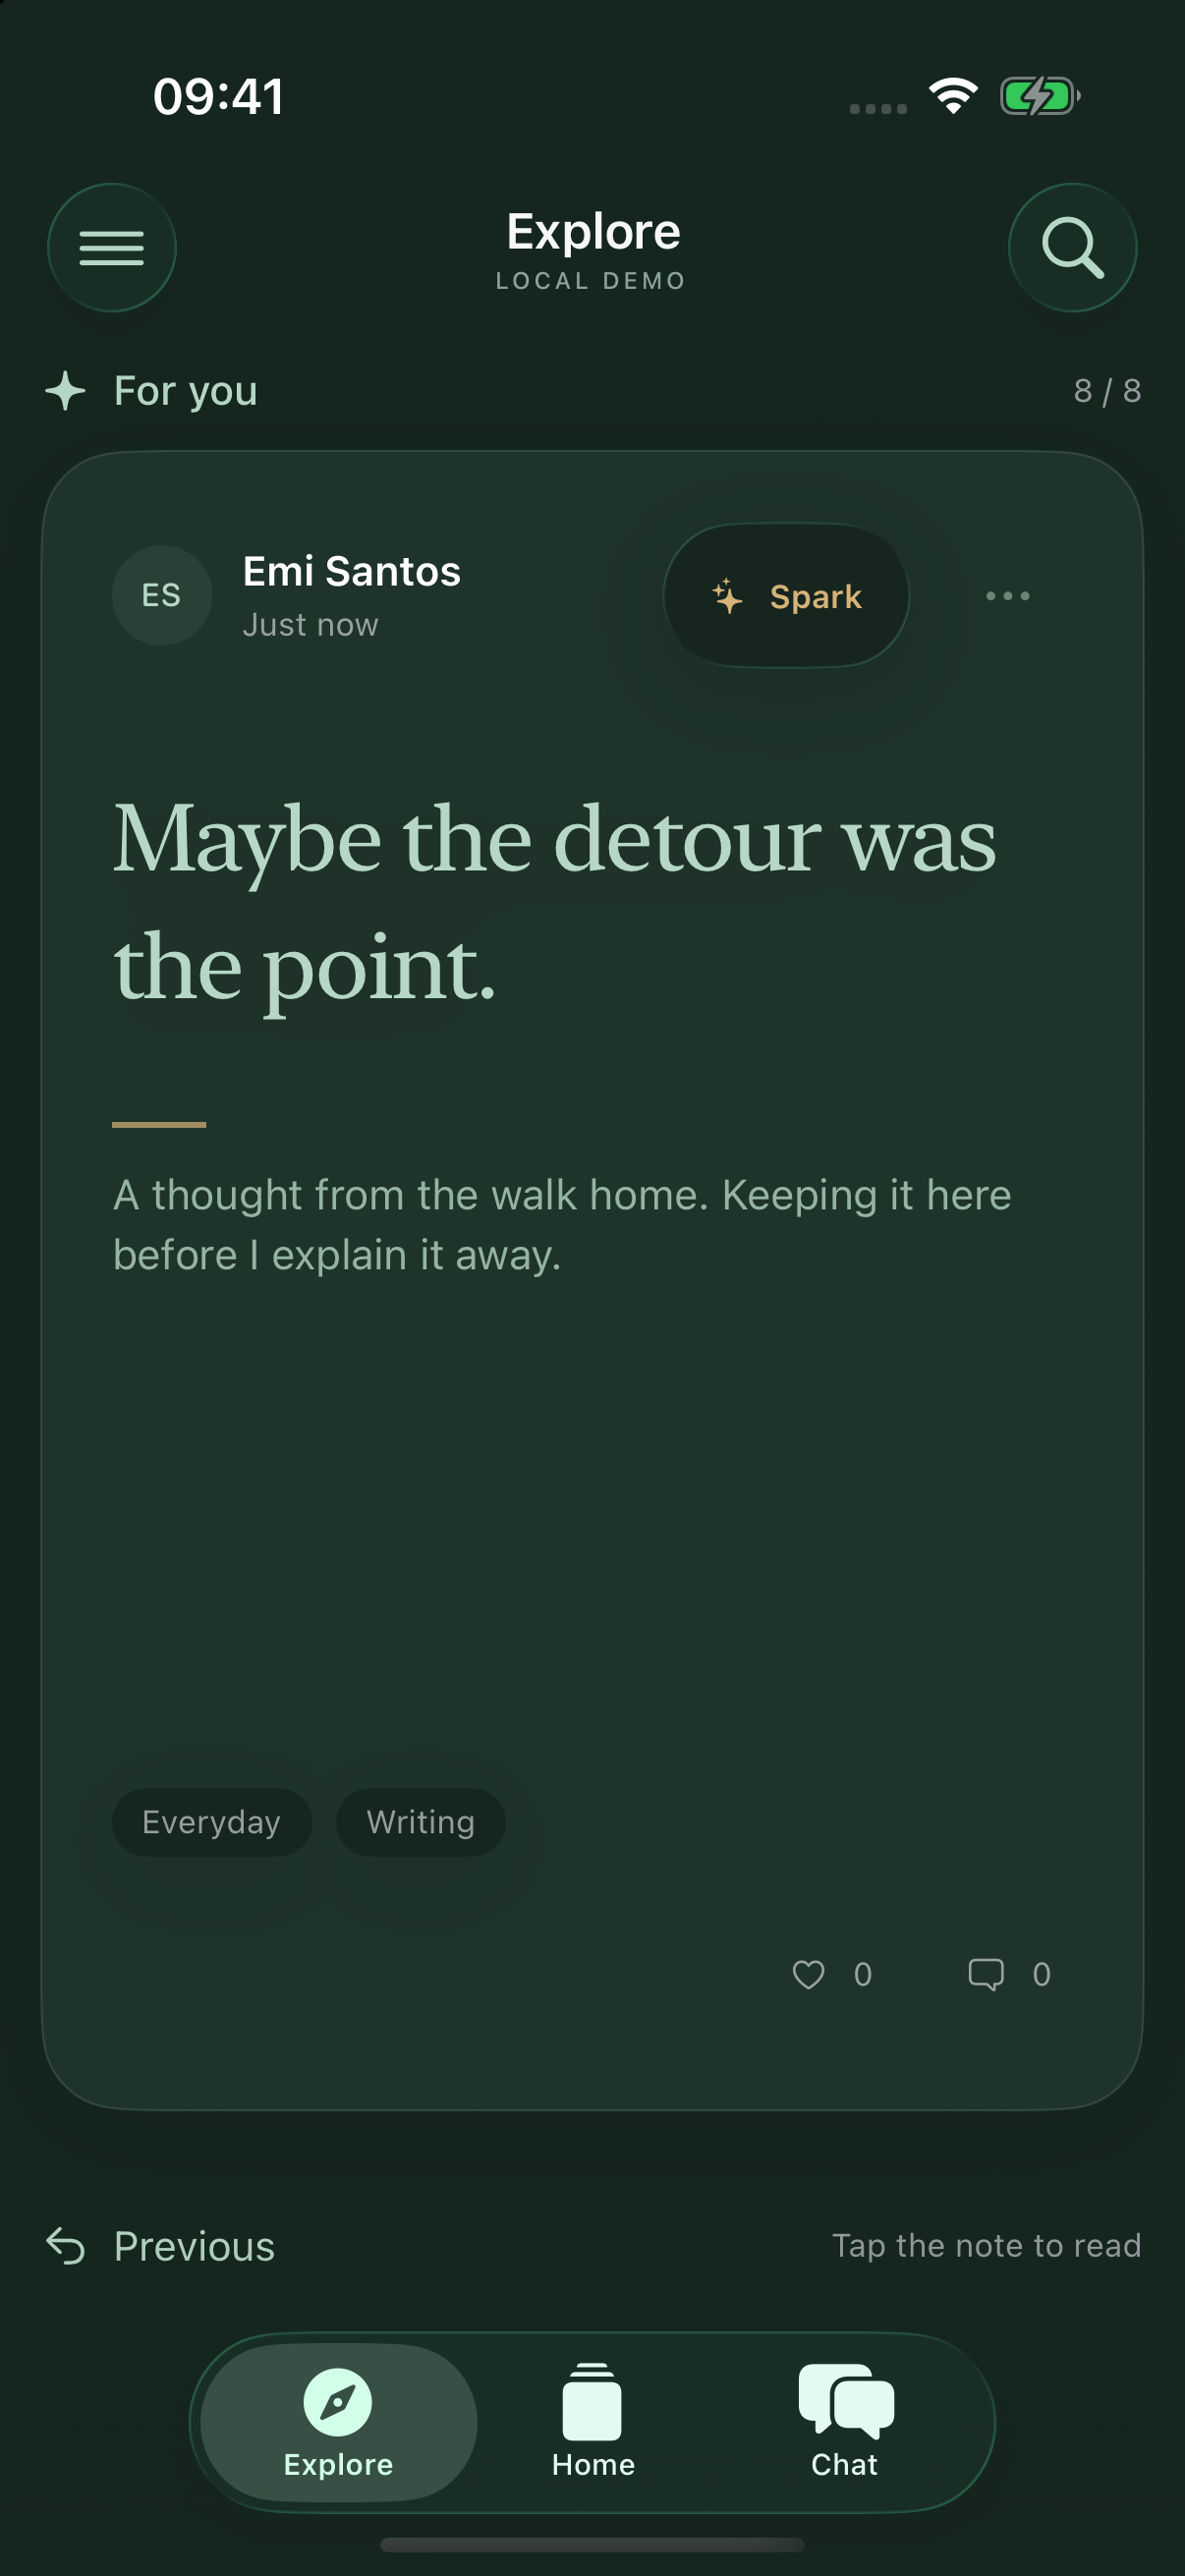 09:41
Explore
LOCAL DEMO
For you
8 / 8
ES
Emi Santos
Just now
Spark
Maybe the detour was
the point.
A thought from the walk home. Keeping it here
before I explain it away.
Everyday
Writing
0
0
Previous
Tap the note to read
Explore
Home
Chat